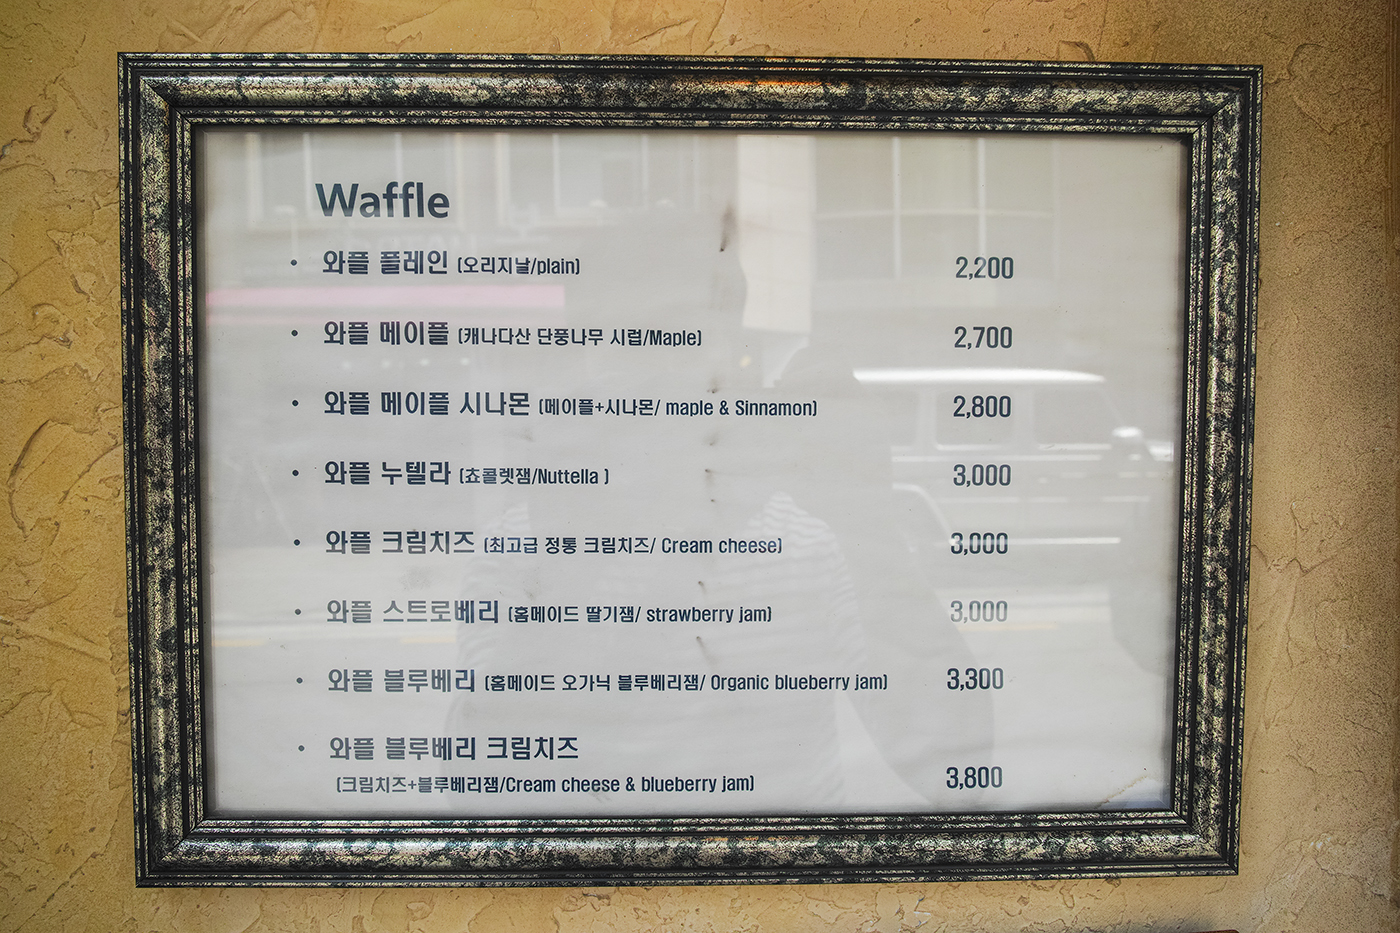 Waffle
• 와플 플레인 (오리지날/plain) 2,200
• 와플 메이플 (캐나다산 단풍나무 시럽/Maple) 2,700
• 와플 메이플 시나몬 (메이플+시나몬/ maple & Sinnamon) 2,800
• 와플 누텔라 (쵸콜렛잼/Nuttella ) 3,000
• 와플 크림치즈 (최고급 정통 크림치즈/ Cream cheese) 3,000
• 와플 스트로베리 (홈메이드 딸기잼/ strawberry jam) 3,000
• 와플 블루베리 (홈메이드 오가닉 블루베리잼/ Organic blueberry jam) 3,300
• 와플 블루베리 크림치즈
(크림치즈+블루베리잼/Cream cheese & blueberry jam) 3,800